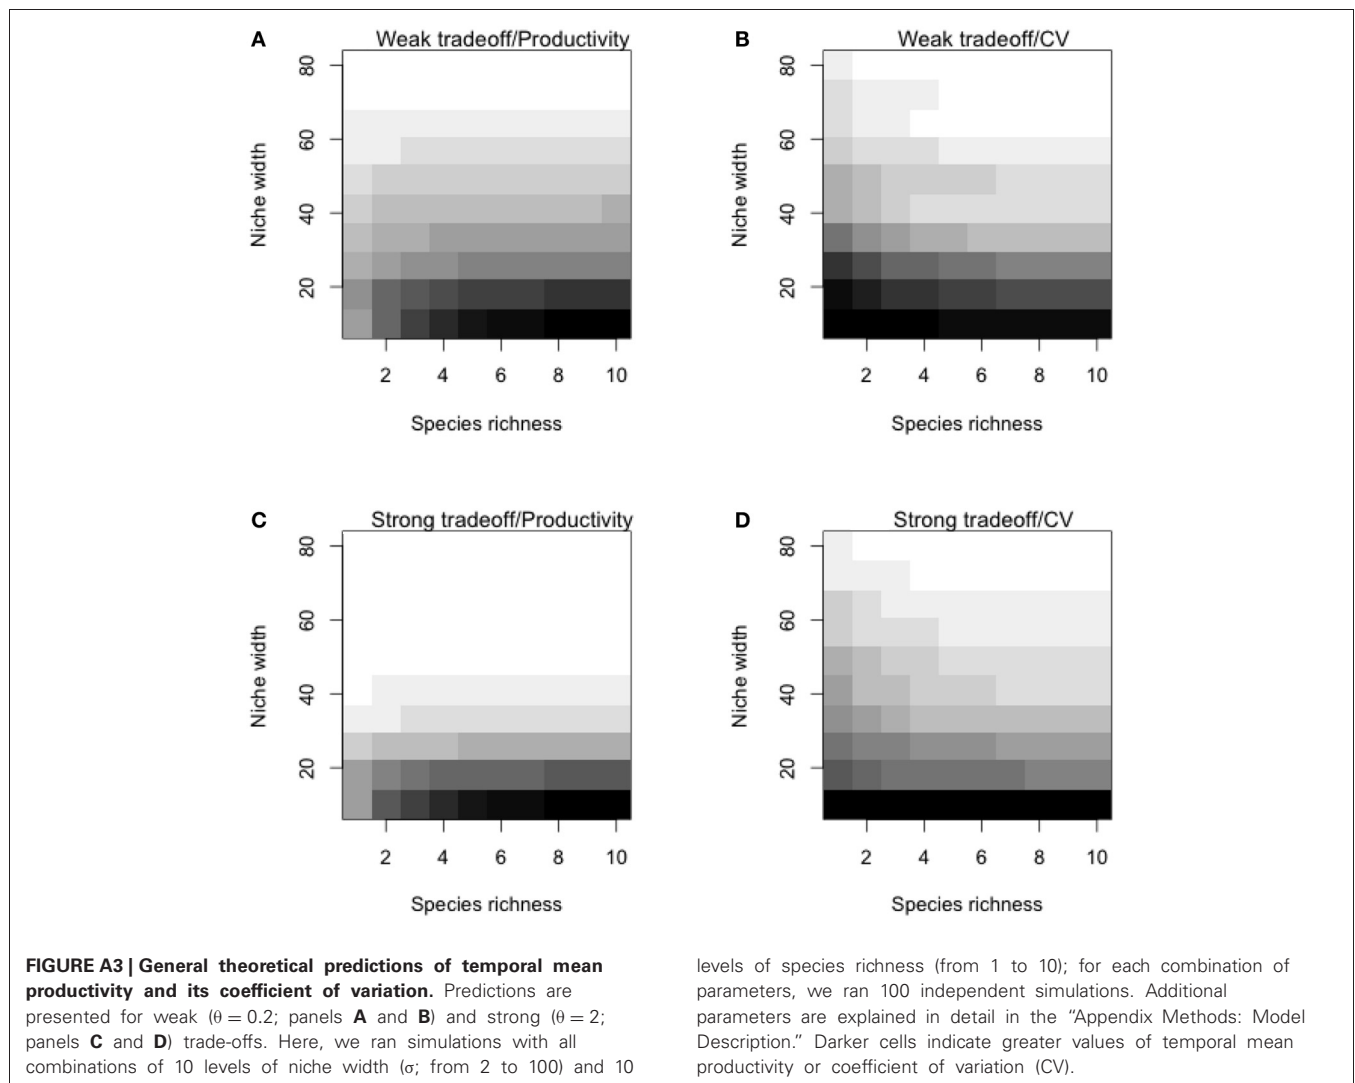 A
Weak tradeoff/Productivity
80
60
40
20
Niche width
2 4 6 8 10
Species richness
B
Weak tradeoff/CV
80
60
40
20
Niche width
2 4 6 8 10
Species richness
C
Strong tradeoff/Productivity
80
60
40
20
Niche width
2 4 6 8 10
Species richness
D
Strong tradeoff/CV
80
60
40
20
Niche width
2 4 6 8 10
Species richness
FIGURE A3 | General theoretical predictions of temporal mean
productivity and its coefficient of variation. Predictions are
presented for weak (θ = 0.2; panels A and B) and strong (θ = 2;
panels C and D) trade-offs. Here, we ran simulations with all
combinations of 10 levels of niche width (σ; from 2 to 100) and 10
levels of species richness (from 1 to 10); for each combination of
parameters, we ran 100 independent simulations. Additional
parameters are explained in detail in the “Appendix Methods: Model
Description.” Darker cells indicate greater values of temporal mean
productivity or coefficient of variation (CV).